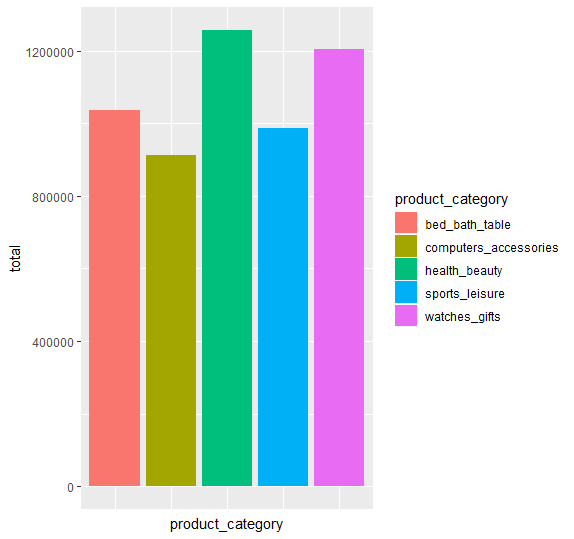 total
1200000
800000
400000
0
product_category
product_category
bed_bath_table
computers_accessories
health_beauty
sports_leisure
watches_gifts